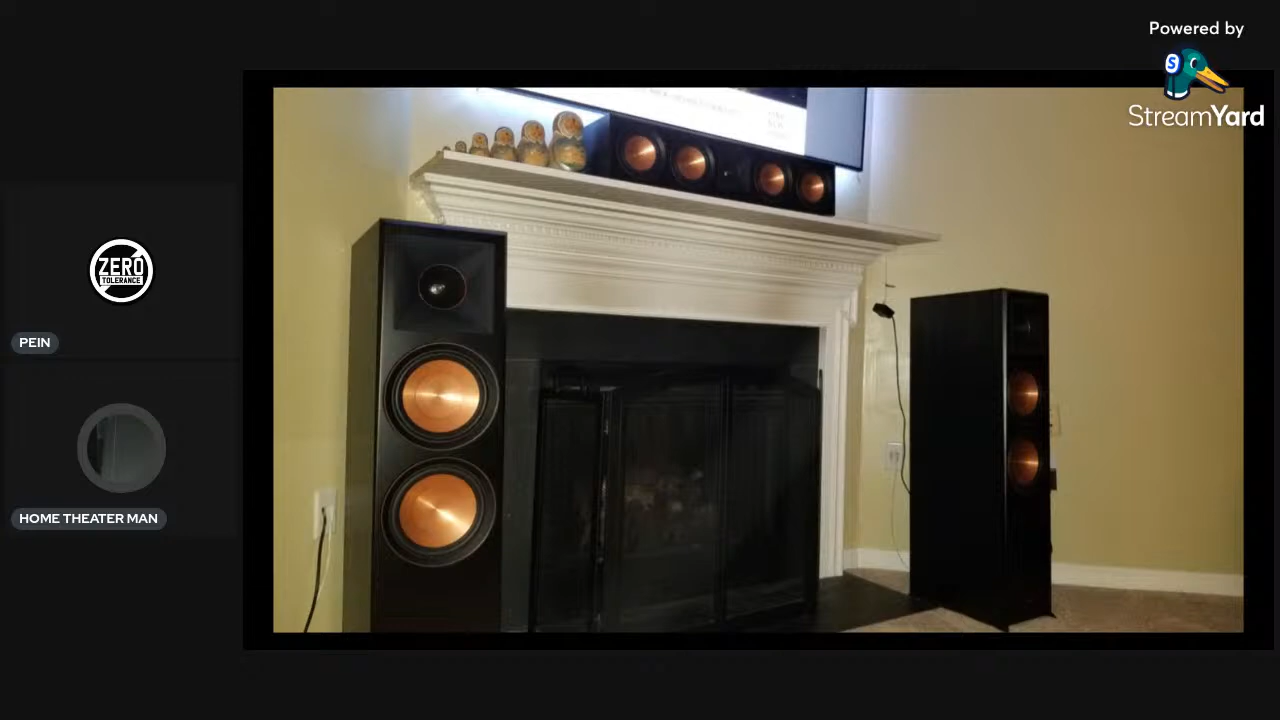 Powered by
S
StreamYard
ZERO
TOLERANCE
PEIN
HOME THEATER MAN